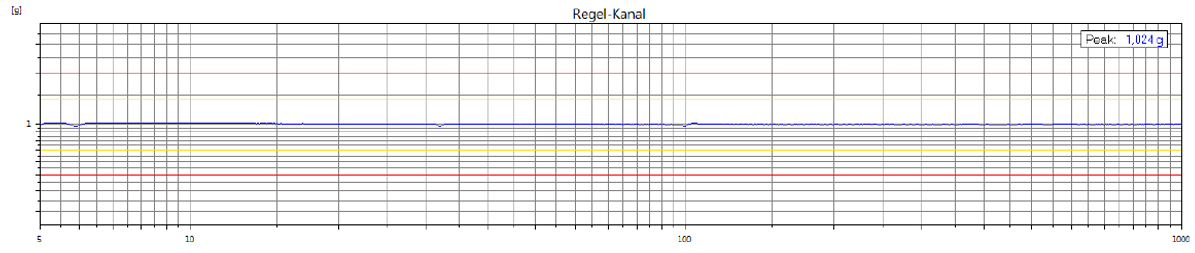 [g]
Regel-Kanal
Peak: 1,024 g
1
5 10 100 1000